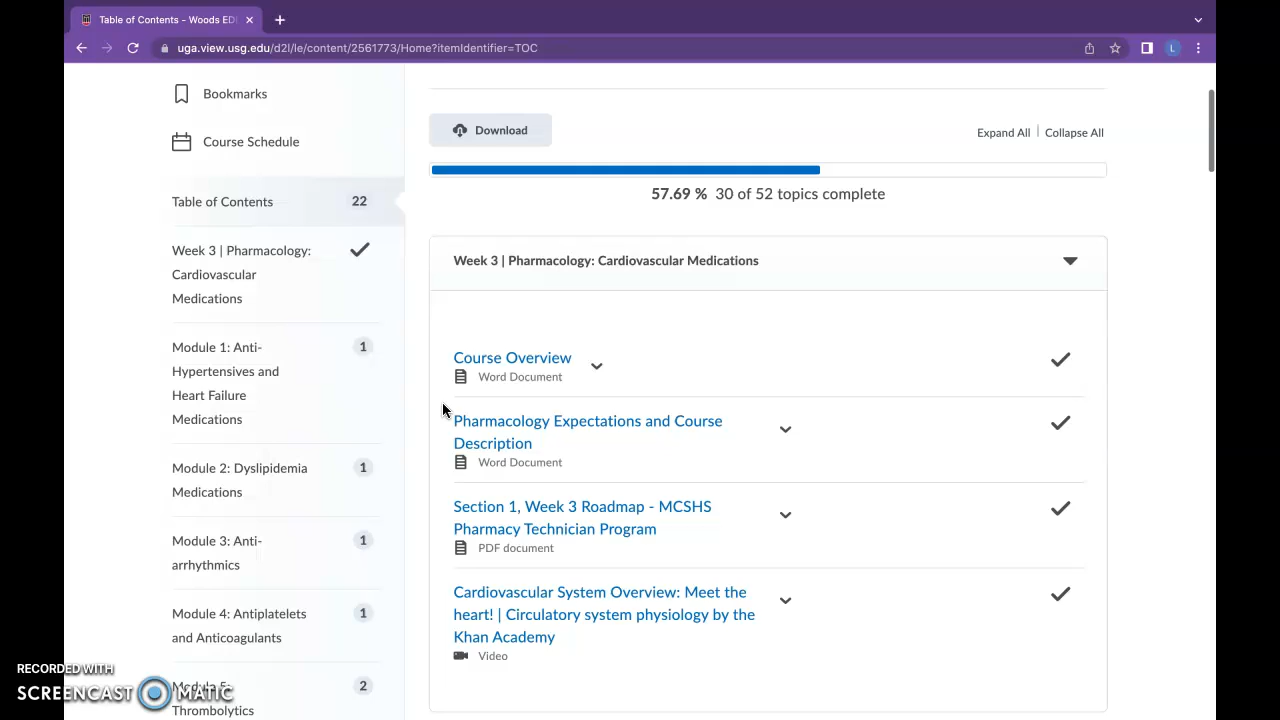 Table of Contents - Woods ED
uga.view.usg.edu/d2l/le/content/2561773/Home?itemIdentifier=TOC
L
Bookmarks
Course Schedule
Table of Contents 22
Week 3 | Pharmacology:
Cardiovascular
Medications
Module 1: Anti-
Hypertensives and
Heart Failure
Medications
1
Module 2: Dyslipidemia
Medications
1
Module 3: Anti-
arrhythmics
1
Module 4: Antiplatelets
and Anticoagulants
1
Module 5:
Thrombolytics
2
Download
Expand All | Collapse All
57.69 % 30 of 52 topics complete
Week 3 | Pharmacology: Cardiovascular Medications
Course Overview
Word Document
Pharmacology Expectations and Course
Description
Word Document
Section 1, Week 3 Roadmap - MCSHS
Pharmacy Technician Program
PDF document
Cardiovascular System Overview: Meet the
heart! | Circulatory system physiology by the
Khan Academy
Video
RECORDED WITH
SCREENCAST MATIC